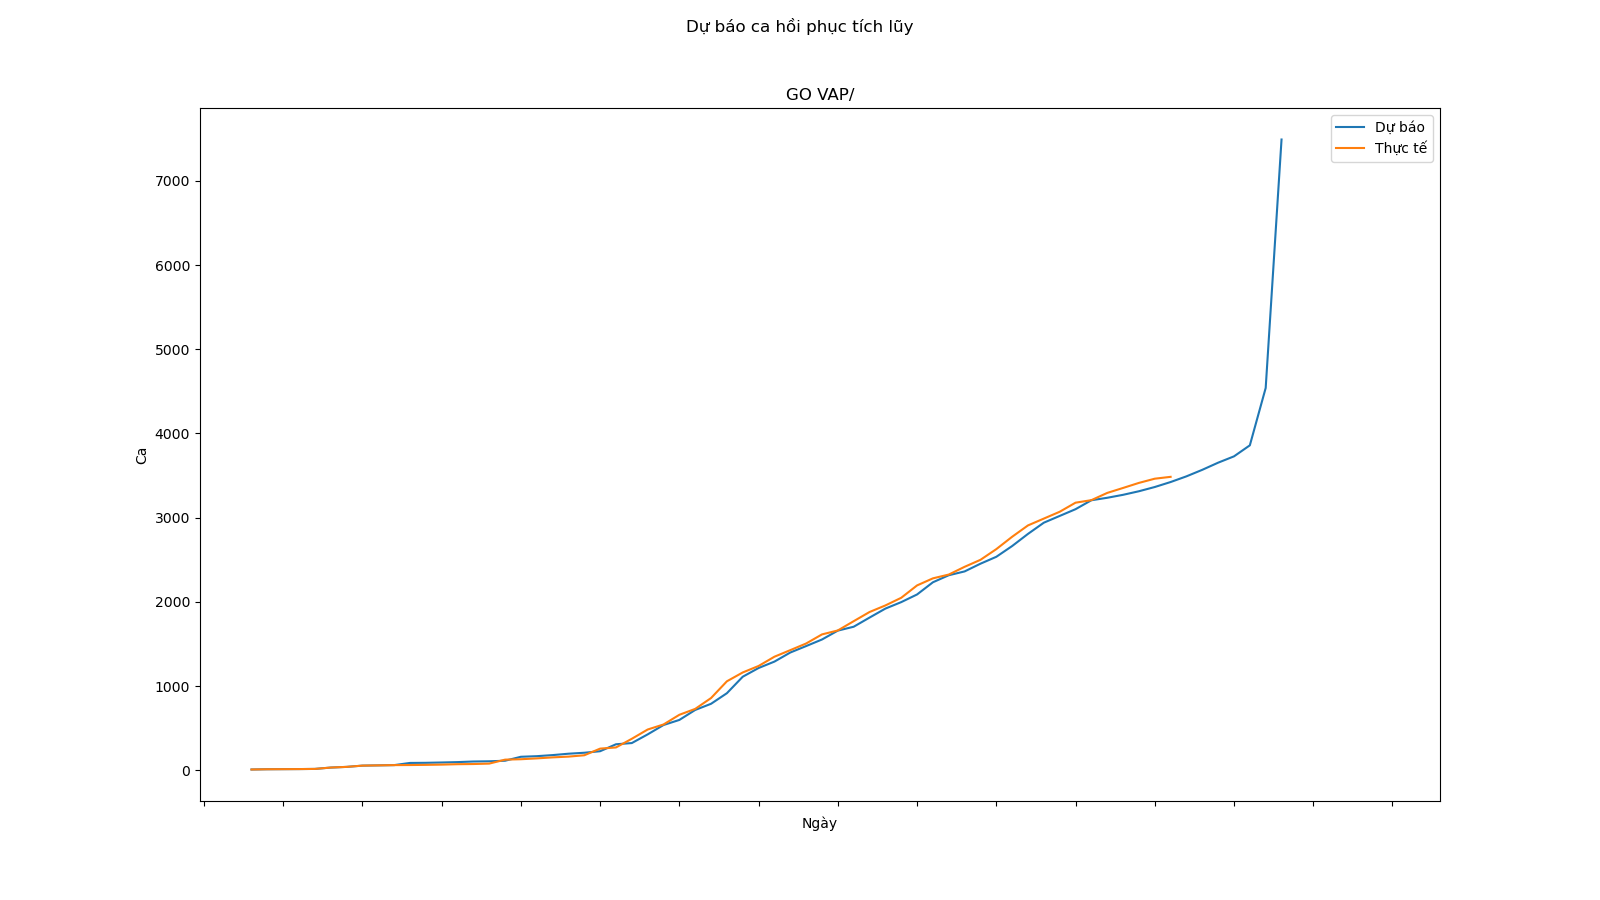 Dự báo ca hồi phục tích lũy
GO VAP/
Dự báo
Thực tế
7000
6000
5000
4000
3000
2000
1000
0
Ca
Ngày